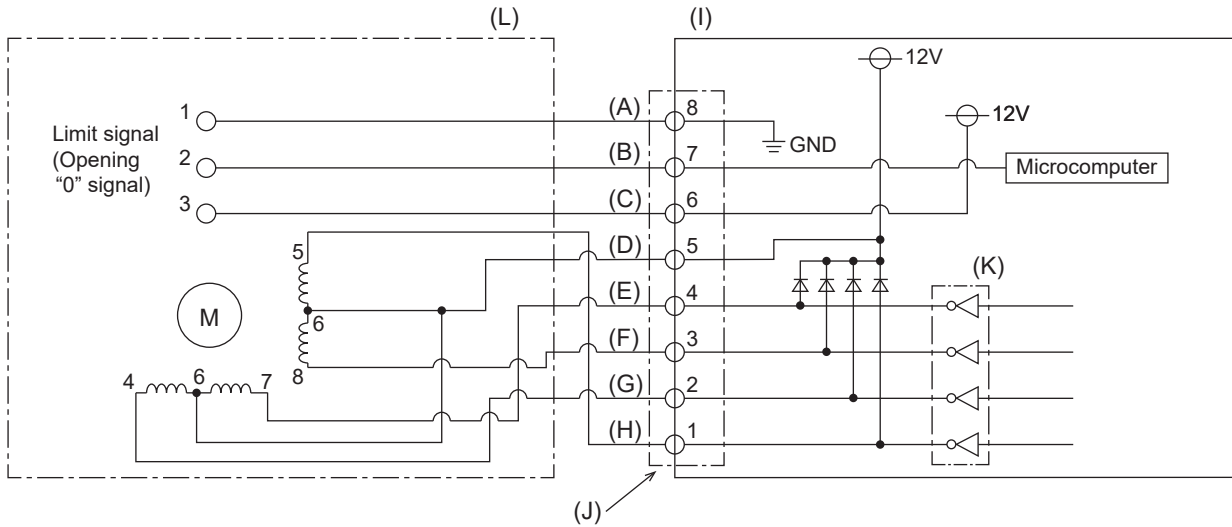 (L)
(I)
12V
12V
1
(A)
8
GND
Limit signal
(Opening
“0” signal)
2
(B)
7
Microcomputer
3
(C)
6
5
(D)
5
(K)
(E)
4
M
6
(F)
3
8
4
6
7
(G)
2
(H)
1
(J)